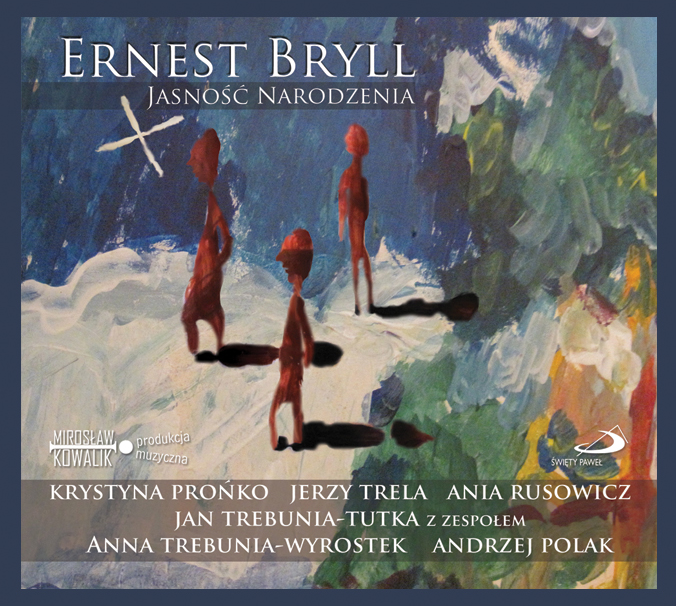 ERNEST BRYLL
JASNOŚĆ NARODZENIA
MIROSŁAW
KOWALIK
produkcja
muzyczna
ŚWIĘTY PAWEŁ
KRYSTYNA PROŃKO JERZY TRELA ANIA RUSOWICZ
JAN TREBUNIA-TUTKA Z ZESPOŁEM
ANNA TREBUNIA-WYROSTEK ANDRZEJ POLAK